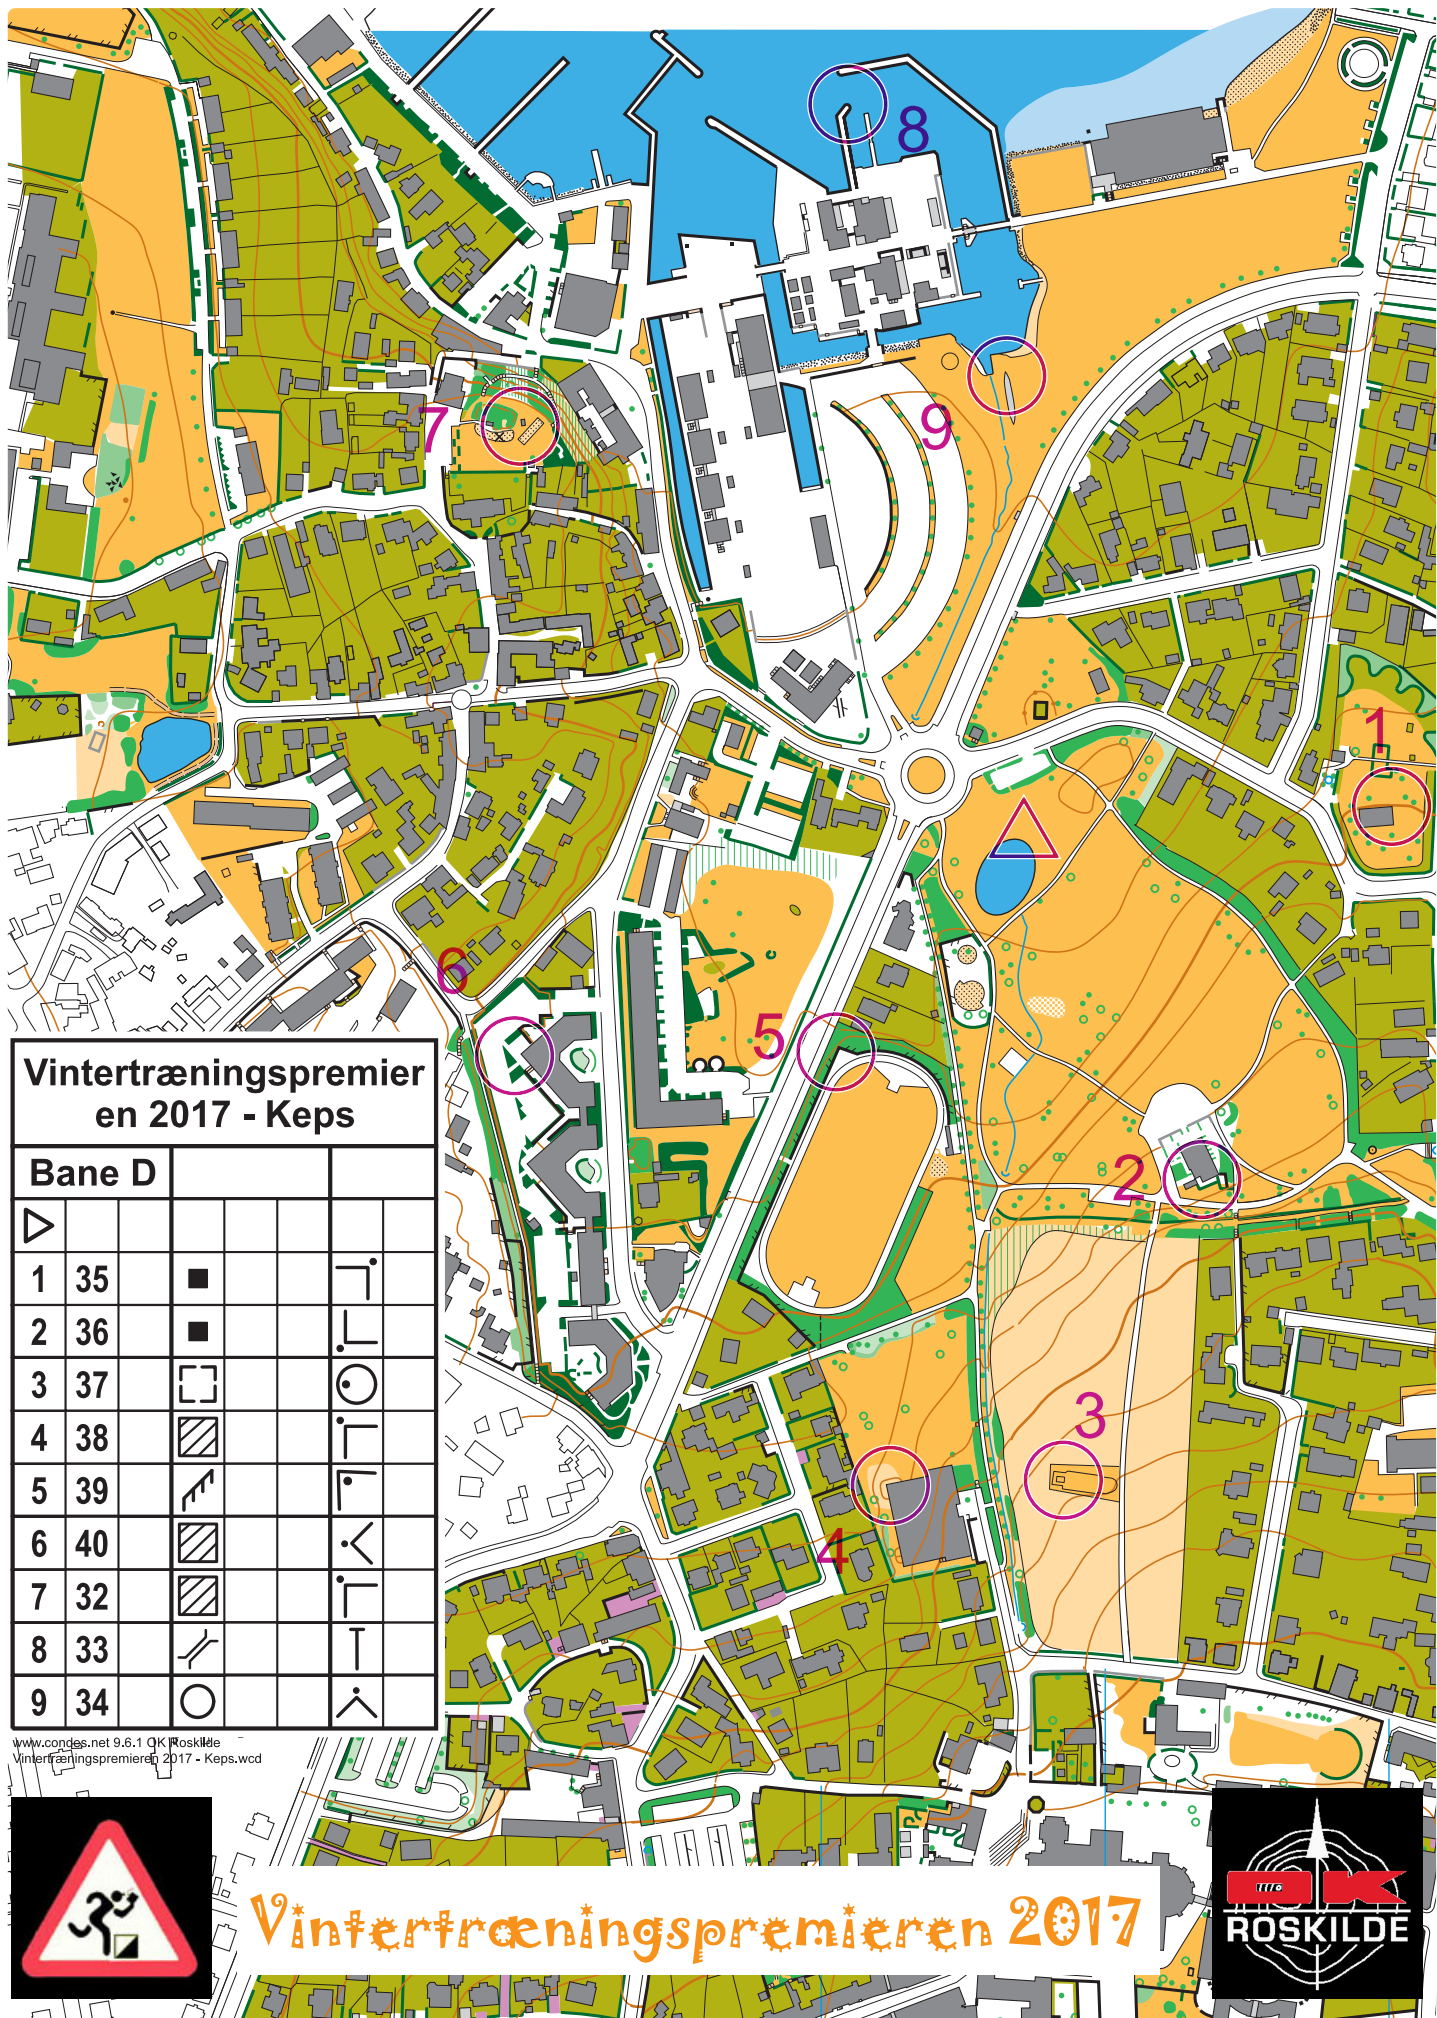 8
9
7
1
6
5
2
3
4
Vintertræningspremier
en 2017 - Keps
Bane D
1 35
2 36
3 37
4 38
5 39
6 40
7 32
8 33
9 34
www.condes.net 9.6.1 OK Roskilde
Vintertræningspremieren 2017 - Keps.wcd
Vintertræningspremieren 2017
OK
ROSKILDE